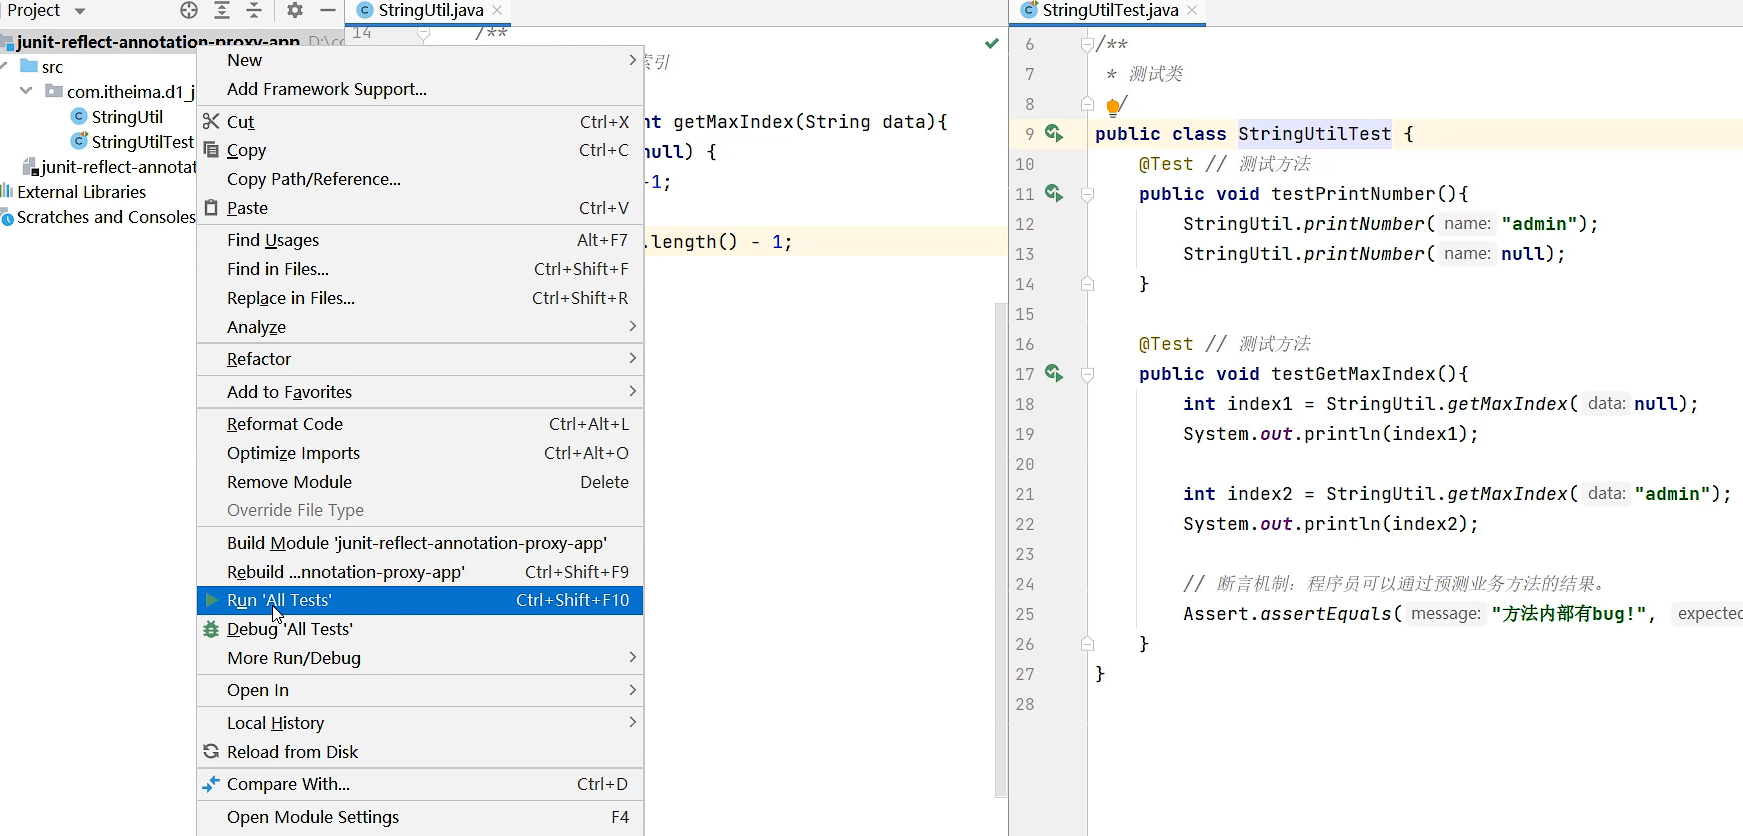 Project
StringUtil.java
StringUtilTest.java
junit-reflect-annotation-proxy-app
src
com.itheima.d1_j
StringUtil
StringUtilTest
junit-reflect-annotat
External Libraries
Scratches and Consoles
New
Add Framework Support...
Cut Ctrl+X
Copy Ctrl+C
Copy Path/Reference...
Paste Ctrl+V
Find Usages Alt+F7
Find in Files... Ctrl+Shift+F
Replace in Files... Ctrl+Shift+R
Analyze
Refactor
Add to Favorites
Reformat Code Ctrl+Alt+L
Optimize Imports Ctrl+Alt+O
Remove Module Delete
Override File Type
Build Module 'junit-reflect-annotation-proxy-app'
Rebuild ...nnotation-proxy-app' Ctrl+Shift+F9
Run 'All Tests' Ctrl+Shift+F10
Debug 'All Tests'
More Run/Debug
Open In
Local History
Reload from Disk
Compare With... Ctrl+D
Open Module Settings F4
14 /**
索引
nt getMaxIndex(String data){
null) {
-1;
.length() - 1;
6 /**
7 * 测试类
8 */
9 public class StringUtilTest {
10 @Test // 测试方法
11 public void testPrintNumber(){
12 StringUtil.printNumber( name: "admin");
13 StringUtil.printNumber( name: null);
14 }
15
16 @Test // 测试方法
17 public void testGetMaxIndex(){
18 int index1 = StringUtil.getMaxIndex( data: null);
19 System.out.println(index1);
20
21 int index2 = StringUtil.getMaxIndex( data: "admin");
22 System.out.println(index2);
23
24 // 断言机制：程序员可以通过预测业务方法的结果。
25 Assert.assertEquals( message: "方法内部有bug!", expected
26 }
27 }
28